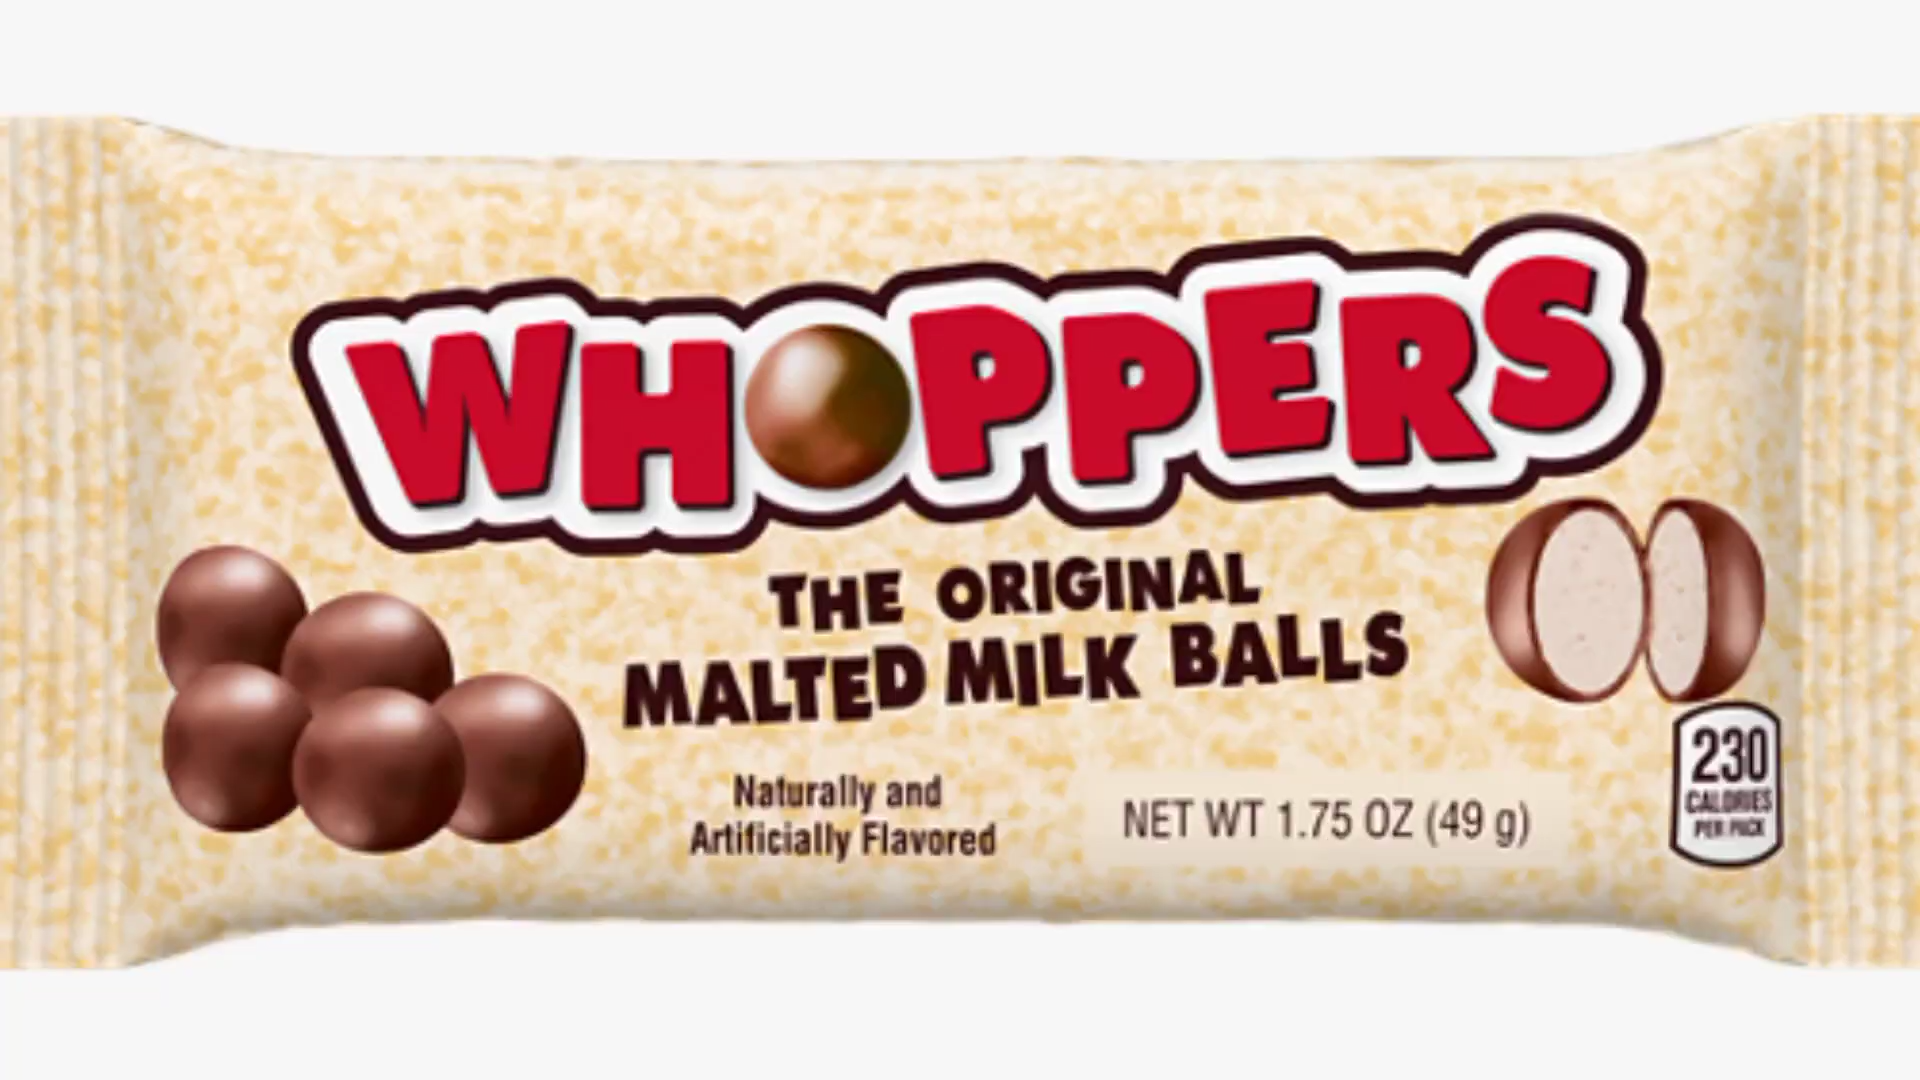 WHOPPERS
THE ORIGINAL
MALTED MILK BALLS
Naturally and
Artificially Flavored
NET WT 1.75 OZ (49 g)
230
CALORIES
PER PACK